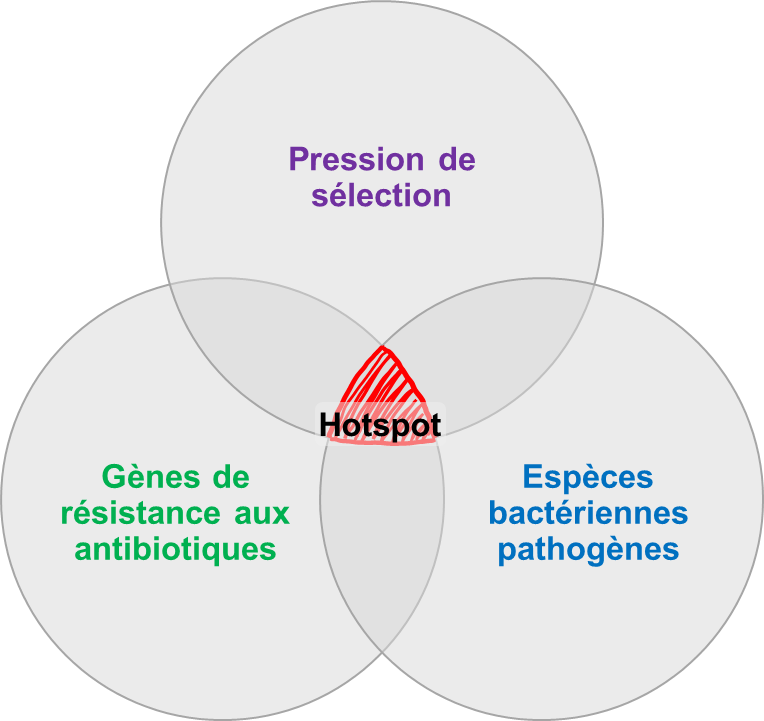 Pression de
sélection
Hotspot
Gènes de
résistance aux
antibiotiques
Espèces
bactériennes
pathogènes